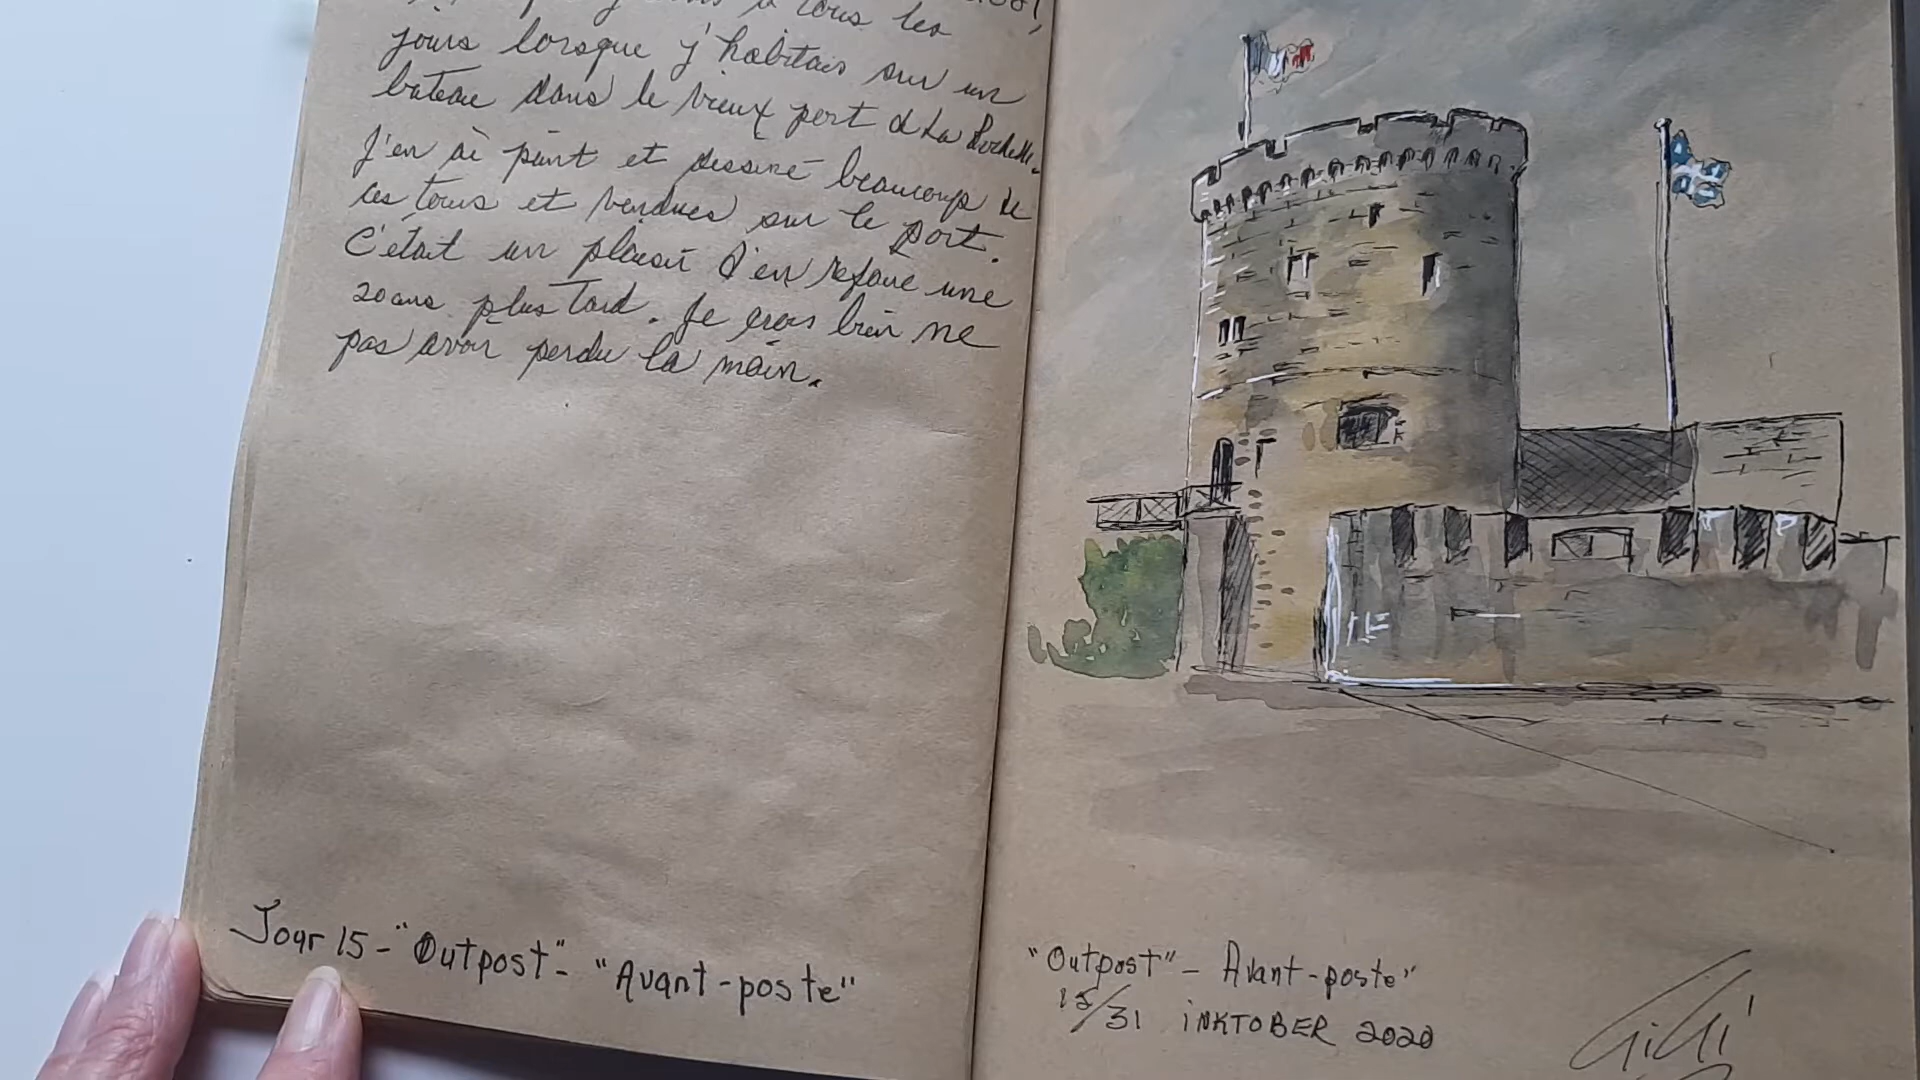 tous les
jours lorsque j'habitais sur un
bateau dans le vieux port d La Rochelle.
J'en ai peint et dessiné beaucoup de
ces tours et vendues sur le port.
C'était un plaisir d'en refaire une
20 ans plus tard. Je crois bien ne
pas avoir perdu la main.
Jour 15 - "Outpost" - "Avant-poste"
"Outpost" - Avant-poste"
15/31 iNKTOBER 2020
GiGi